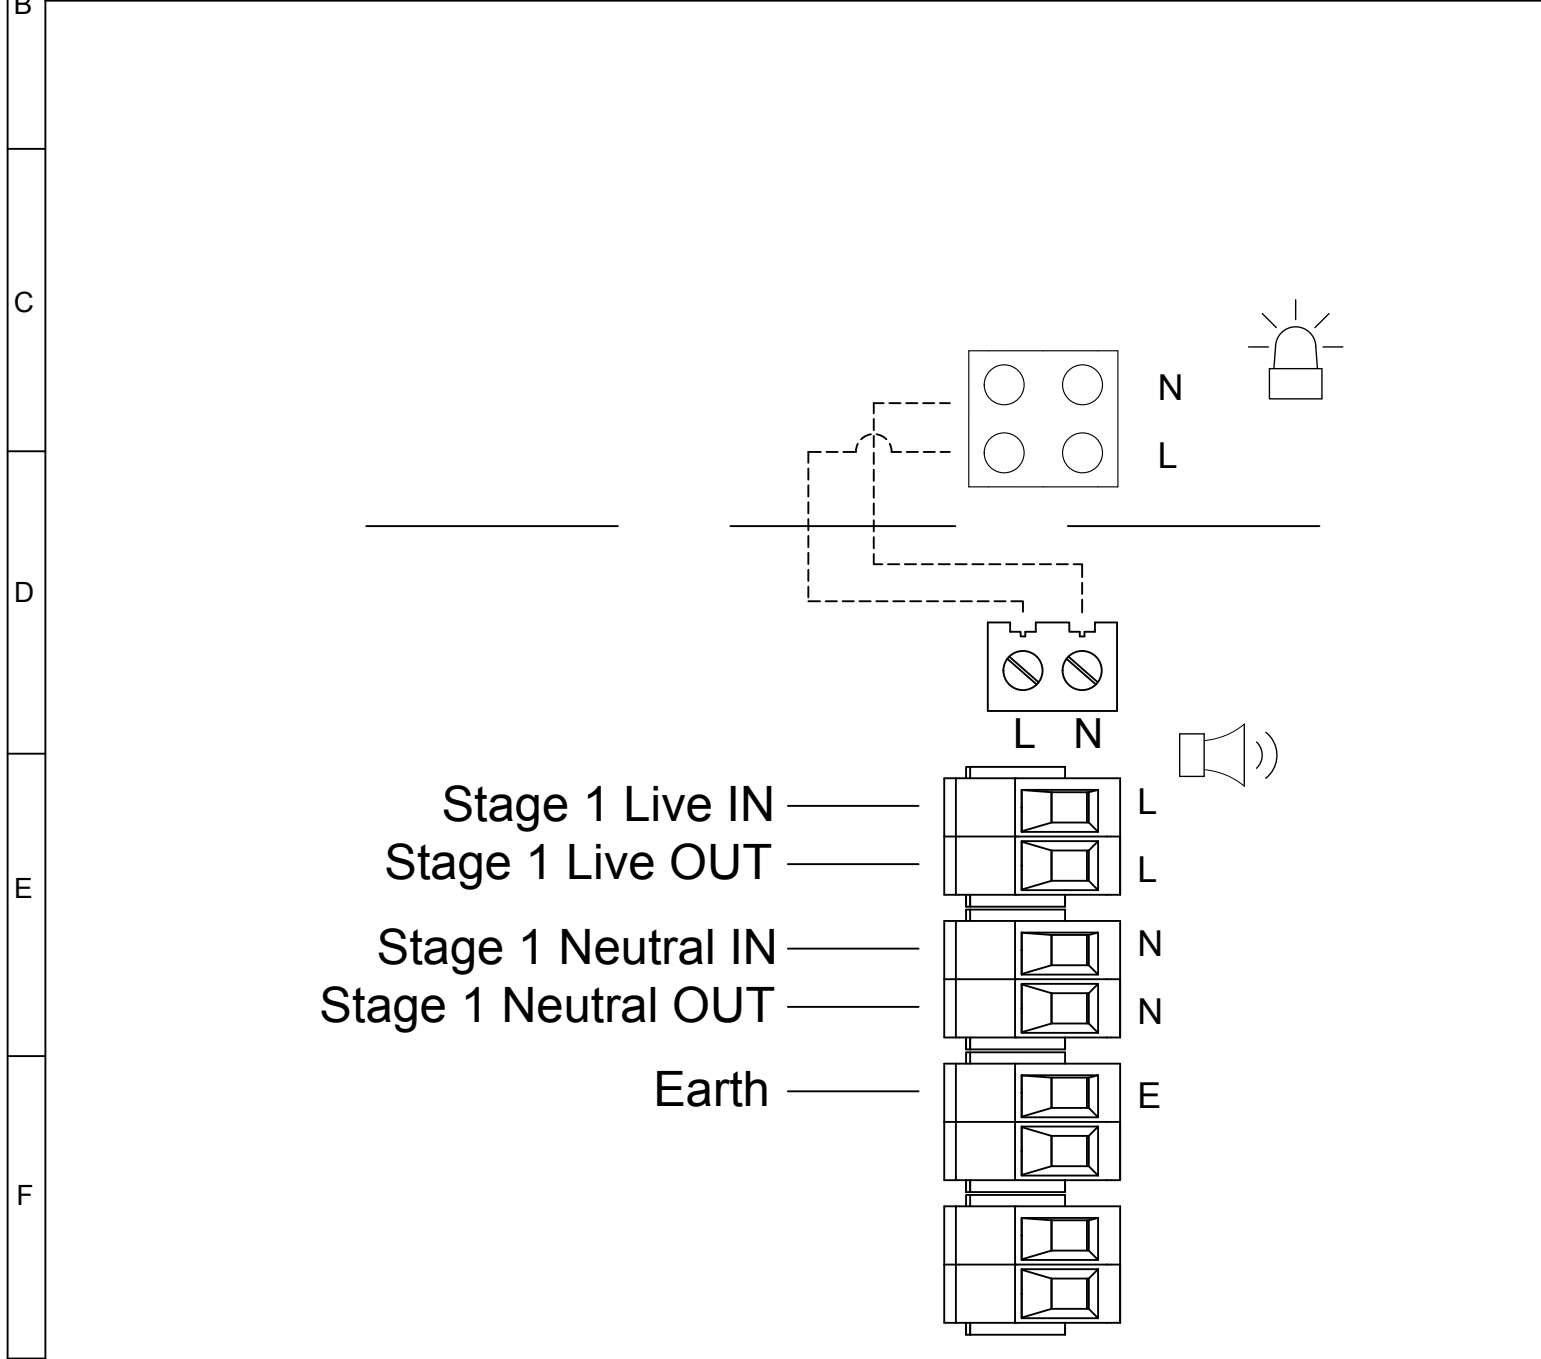 B
C
N
L
D
L N
Stage 1 Live IN L
Stage 1 Live OUT L
E
Stage 1 Neutral IN N
Stage 1 Neutral OUT N
Earth E
F